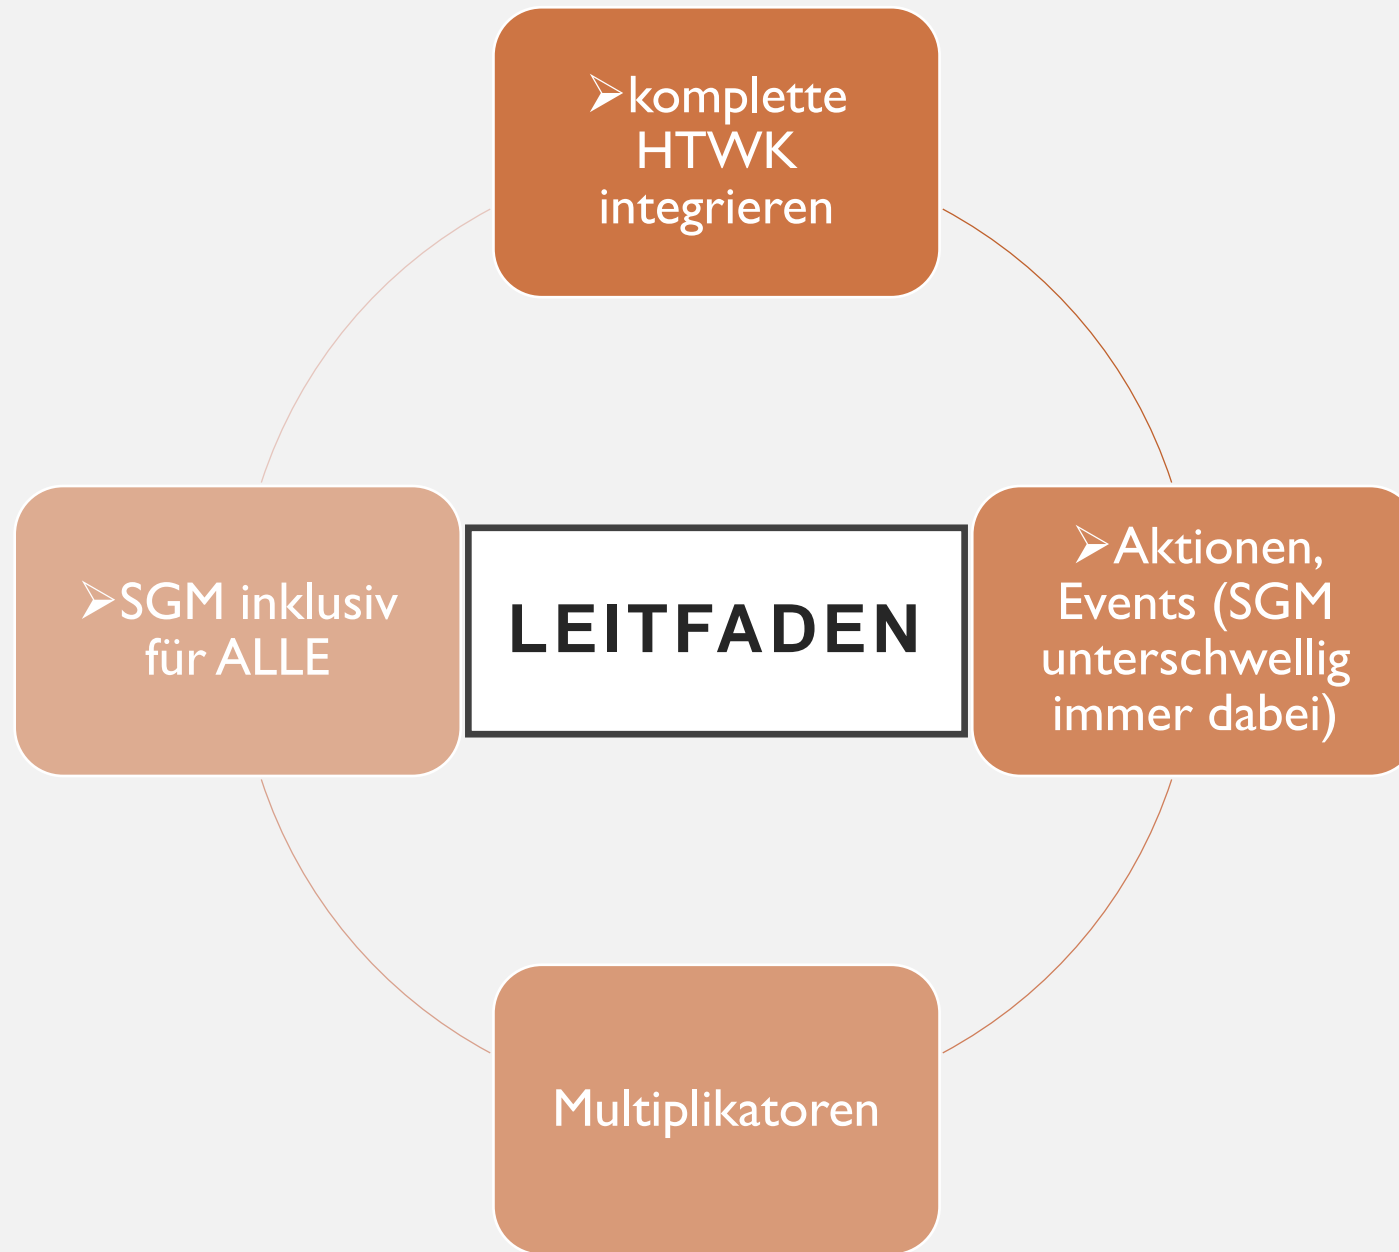 ➢komplette
HTWK
integrieren
➢SGM inklusiv
für ALLE
LEITFADEN
➢Aktionen,
Events (SGM
unterschwellig
immer dabei)
Multiplikatoren